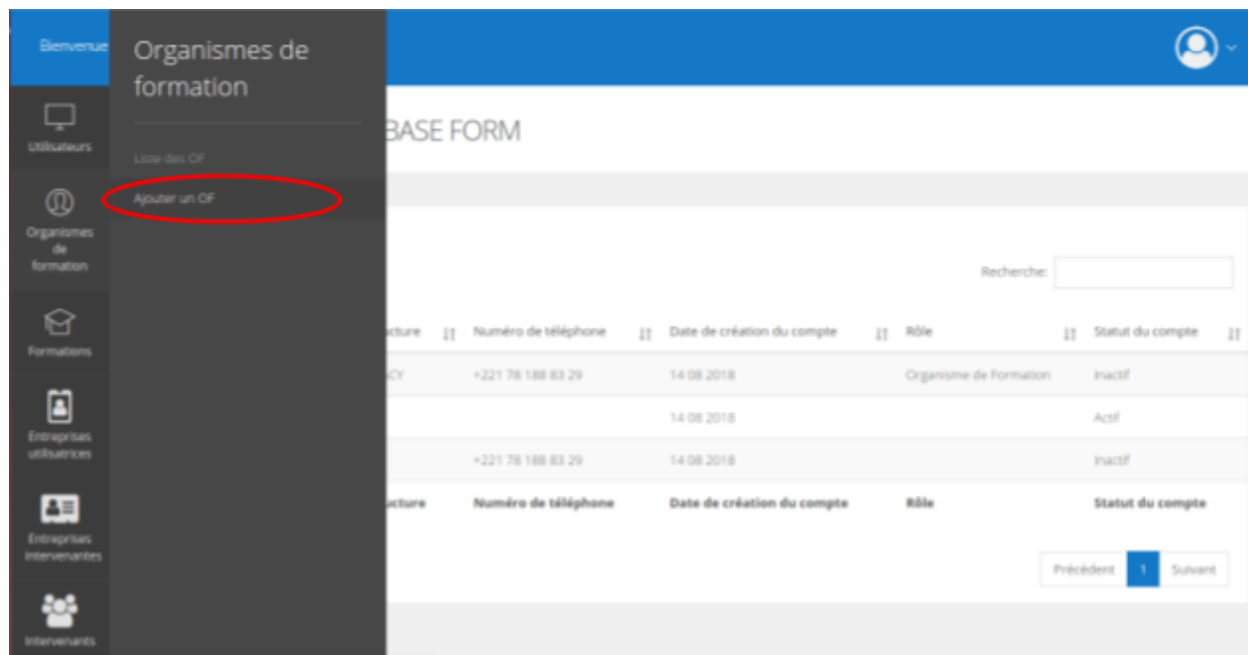 Bienvenue
Utilisateurs
Organismes
de
formation
Formations
Entreprises
utilisatrices
Entreprises
intervenantes
Intervenants
Organismes de
formation
Liste des OF
Ajouter un OF
BASE FORM
Recherche:
cture Numéro de téléphone Date de création du compte Rôle Statut du compte
CY +221 78 188 83 29 14 08 2018 Organisme de Formation Inactif
14 08 2018 Actif
+221 78 188 83 29 14 08 2018 Inactif
ucture Numéro de téléphone Date de création du compte Rôle Statut du compte
Précédent 1 Suivant